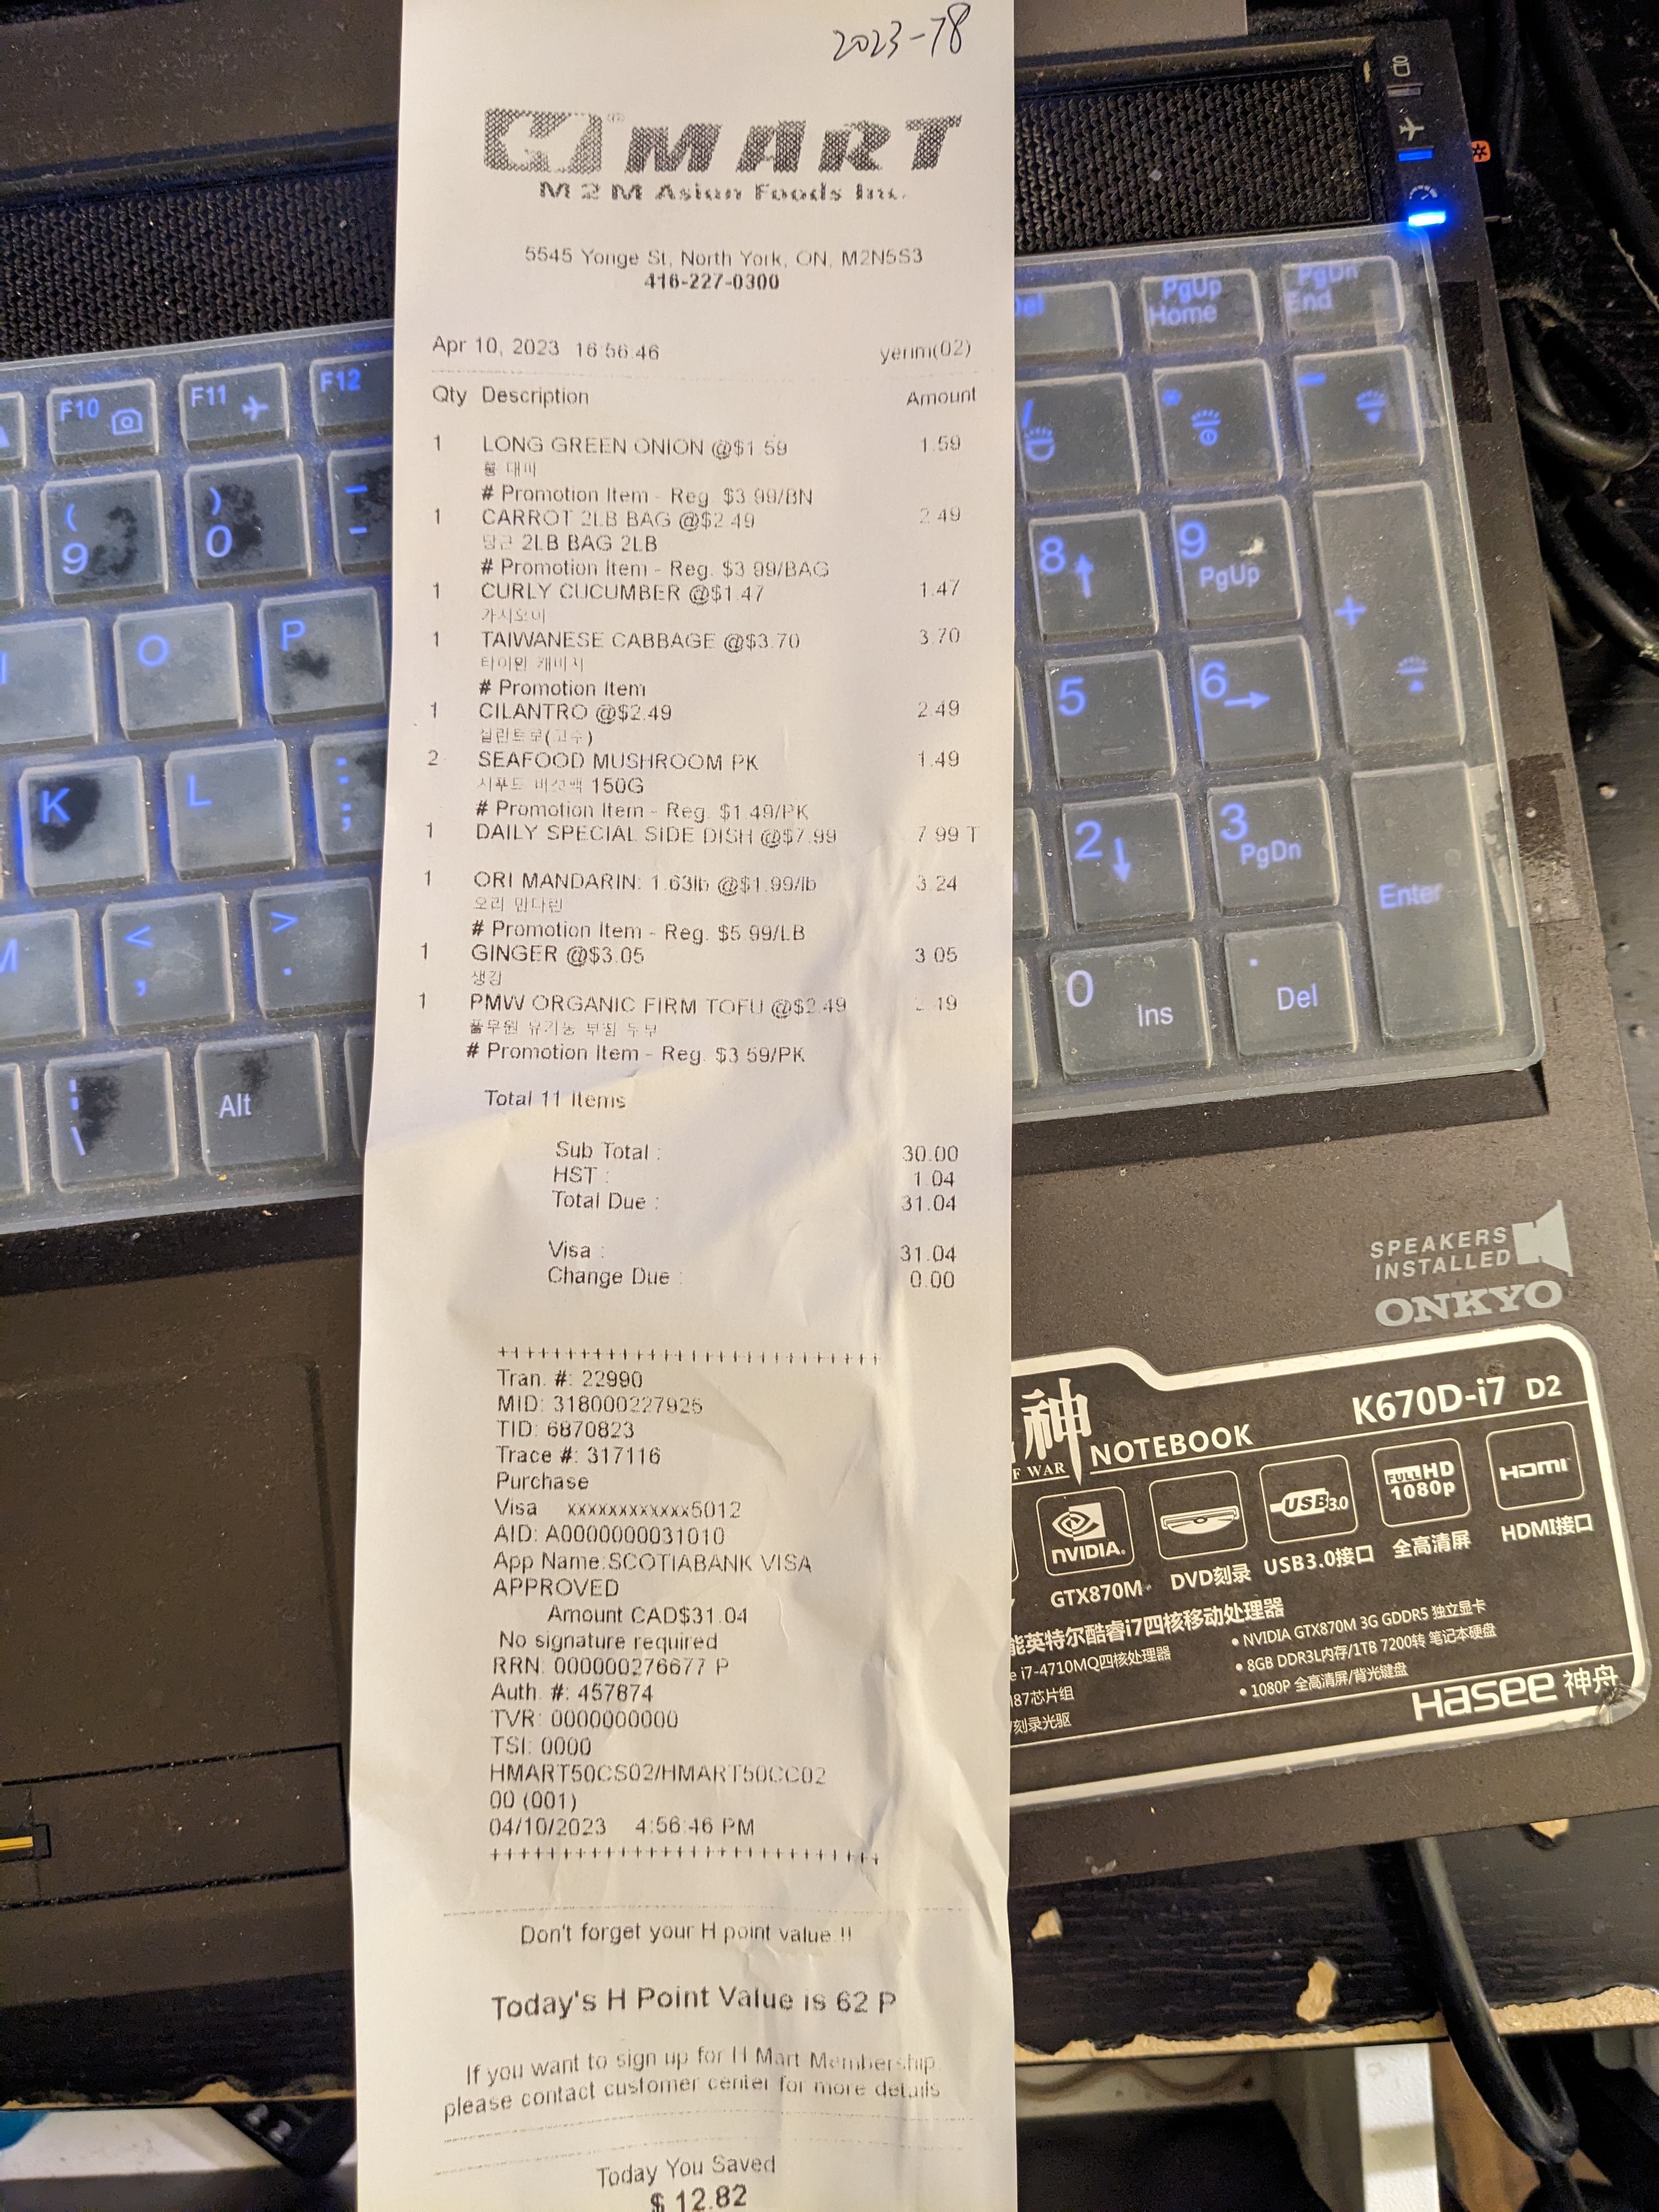 2023-78
H MART
M 2 M Asian Foods Inc.
5545 Yonge St, North York, ON, M2N5S3
416-227-0300
Apr 10, 2023 16:56:46 yerim(02)
Qty Description Amount
1 LONG GREEN ONION @$1.59 1.59
풀 대파
# Promotion Item - Reg. $3.99/BN
1 CARROT 2LB BAG @$2.49 2.49
당근 2LB BAG 2LB
# Promotion Item - Reg. $3.99/BAG
1 CURLY CUCUMBER @$1.47 1.47
가시오이
1 TAIWANESE CABBAGE @$3.70 3.70
타이완 캐비지
# Promotion Item
1 CILANTRO @$2.49 2.49
실란트로(고수)
2 SEAFOOD MUSHROOM PK 1.49
시푸드 버섯백 150G
# Promotion Item - Reg. $1.49/PK
1 DAILY SPECIAL SIDE DISH @$7.99 7.99 T
1 ORI MANDARIN: 1.63lb @$1.99/lb 3.24
오리 만다린
# Promotion Item - Reg. $5.99/LB
1 GINGER @$3.05 3.05
생강
1 PMW ORGANIC FIRM TOFU @$2.49 2.49
풀무원 유기농 부침 두부
# Promotion Item - Reg. $3.59/PK
Total 11 Items
Sub Total : 30.00
HST : 1.04
Total Due : 31.04
Visa : 31.04
Change Due : 0.00
++++++++++++++++++++++++++++
Tran. #: 22990
MID: 318000227925
TID: 6870823
Trace #: 317116
Purchase
Visa xxxxxxxxxxxx5012
AID: A0000000031010
App Name:SCOTIABANK VISA
APPROVED
Amount CAD$31.04
No signature required
RRN: 000000276677 P
Auth. #: 457874
TVR: 0000000000
TSI: 0000
HMART50CS02/HMART50CC02
00 (001)
04/10/2023 4:56:46 PM
++++++++++++++++++++++++++++
Don't forget your H point value !!
Today's H Point Value is 62 P
If you want to sign up for H Mart Membership,
please contact customer center for more details
Today You Saved
$ 12.82
F10
F11
F12
(
9
)
0
-
O
P
K
L
:
;
M
<
,
>
.
\
Alt
PgUp
Home
PgDn
End
/
*
-
8
9
PgUp
+
5
6
2
3
PgDn
Enter
0
Ins
.
Del
SPEAKERS
INSTALLED
ONKYO
神 NOTEBOOK K670D-i7 D2
F WAR
NVIDIA.
USB3.0
FULL HD
1080p
HDMI
GTX870M
DVD刻录
USB3.0接口
全高清屏
HDMI接口
能英特尔酷睿i7四核移动处理器
e i7-4710MQ四核处理器
87芯片组
刻录光驱
• NVIDIA GTX870M 3G GDDR5 独立显卡
• 8GB DDR3L内存/1TB 7200转 笔记本硬盘
• 1080P 全高清屏/背光键盘
Hasee 神舟